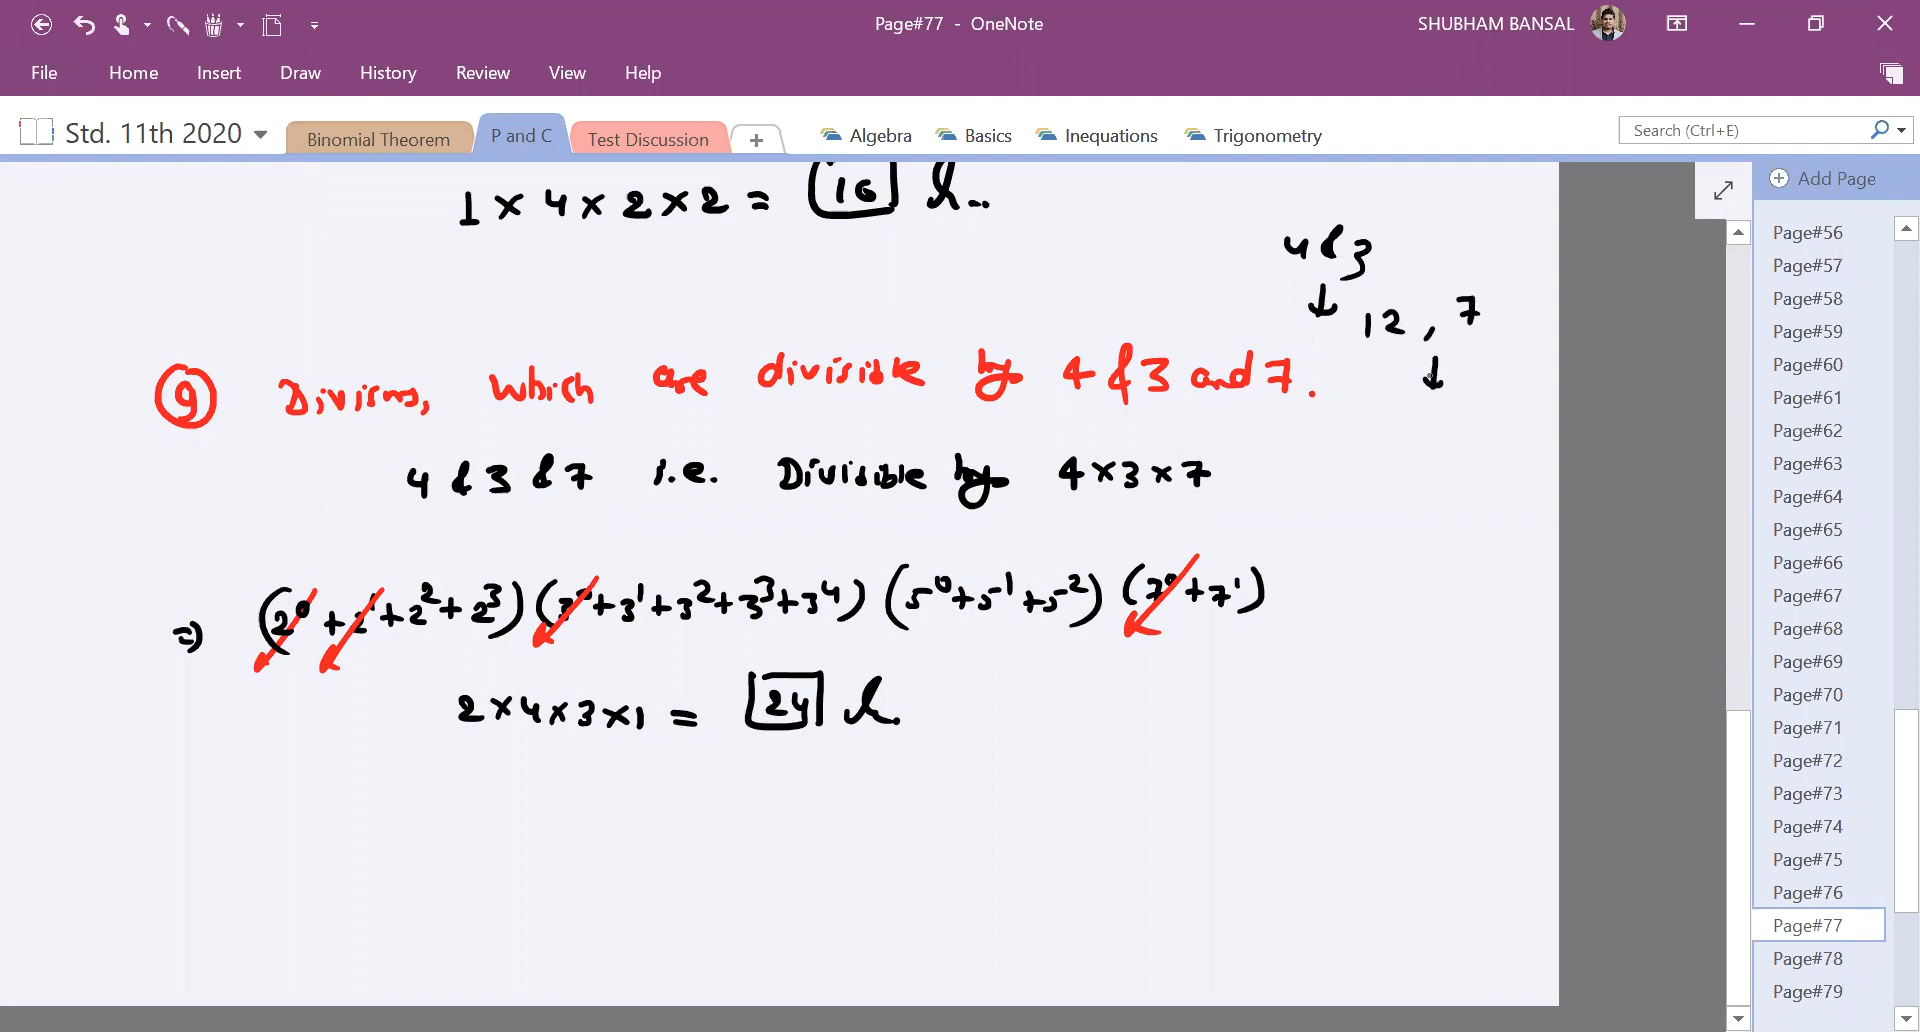 Page#77 - OneNote
SHUBHAM BANSAL
File Home Insert Draw History Review View Help
Std. 11th 2020
Binomial Theorem
P and C
Test Discussion
+
Algebra
Basics
Inequations
Trigonometry
Search (Ctrl+E)
Add Page
Page#56
Page#57
Page#58
Page#59
Page#60
Page#61
Page#62
Page#63
Page#64
Page#65
Page#66
Page#67
Page#68
Page#69
Page#70
Page#71
Page#72
Page#73
Page#74
Page#75
Page#76
Page#77
Page#78
Page#79
1 × 4 × 2 × 2 = 16
4 & 3
↓ 12 , 7
↓
9 Divisors, which are divisible by 4 & 3 and 7.
4 & 3 & 7 i.e. Divisible by 4 × 3 × 7
⇒ (2⁰ + 2¹ + 2² + 2³) (3⁰ + 3¹ + 3² + 3³ + 3⁴) (5⁰ + 5¹ + 5²) (7⁰ + 7¹)
2 × 4 × 3 × 1 = 24